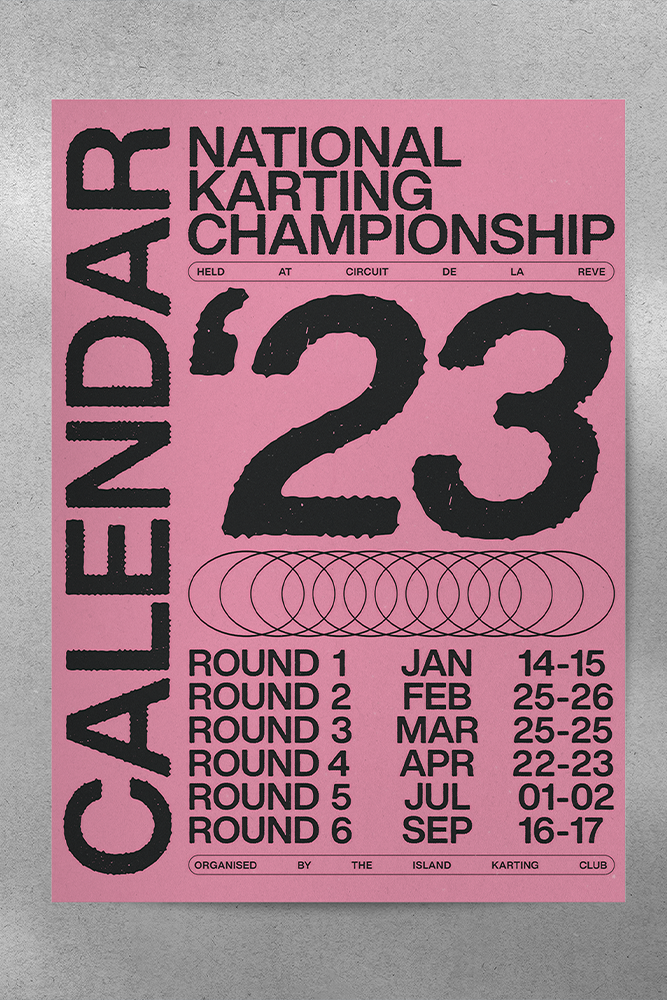 CALENDAR
NATIONAL
KARTING
CHAMPIONSHIP
HELD AT CIRCUIT DE LA REVE
‘23
ROUND 1 JAN 14-15
ROUND 2 FEB 25-26
ROUND 3 MAR 25-25
ROUND 4 APR 22-23
ROUND 5 JUL 01-02
ROUND 6 SEP 16-17
ORGANISED BY THE ISLAND KARTING CLUB